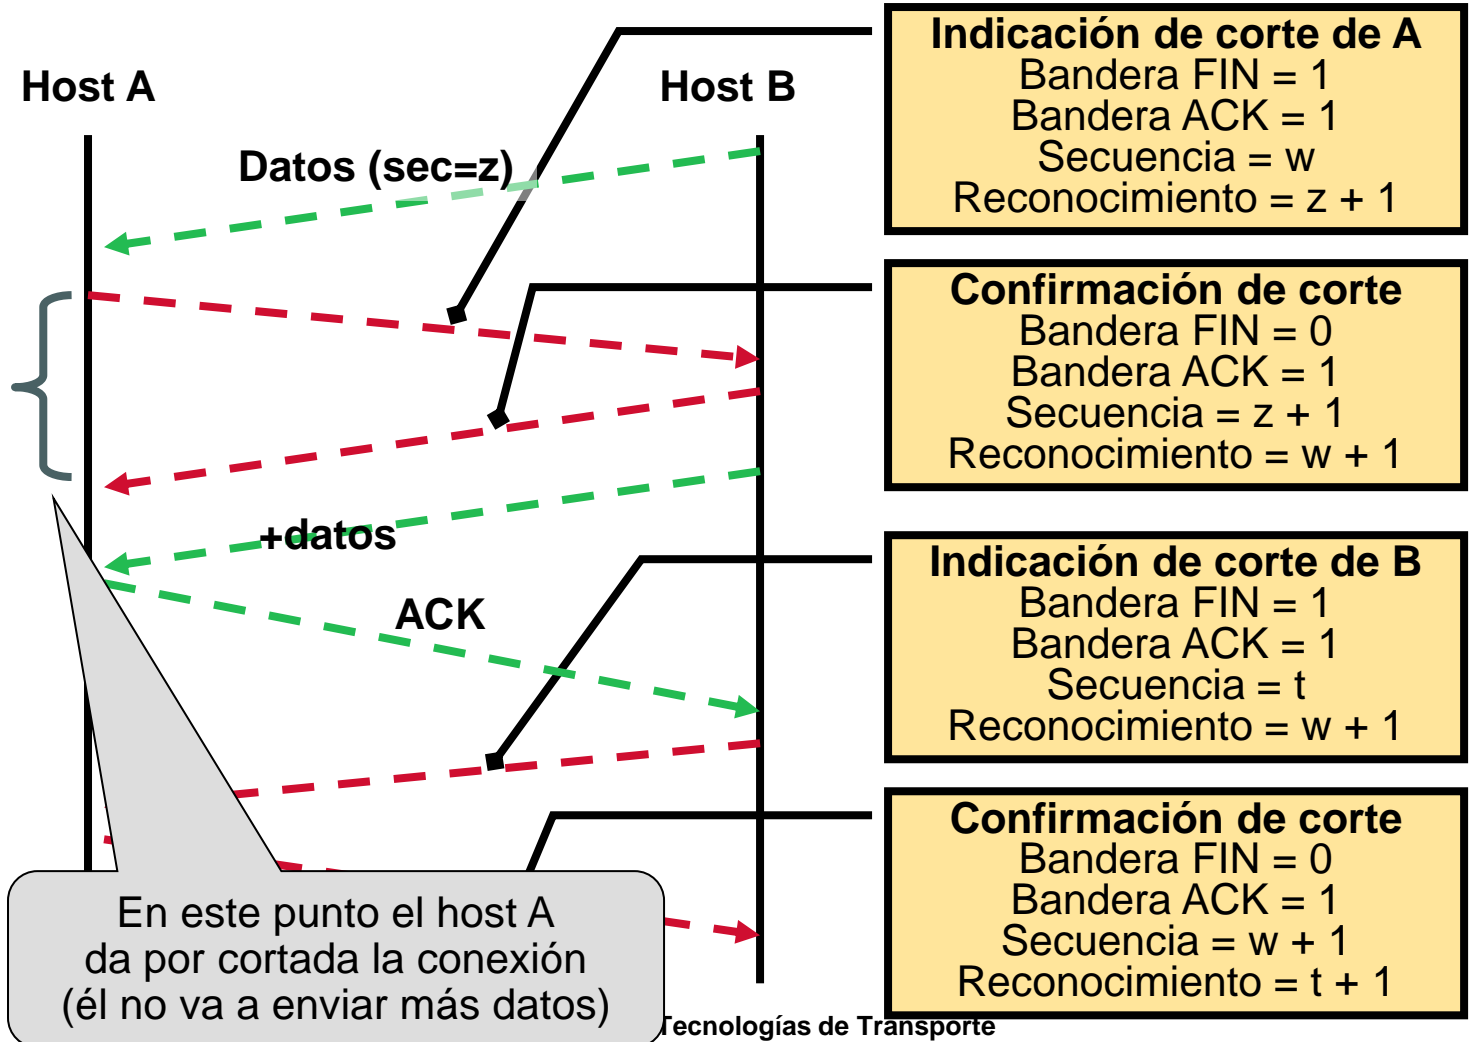 Host A
Host B
Datos (sec=z)
+datos
ACK
Indicación de corte de A
Bandera FIN = 1
Bandera ACK = 1
Secuencia = w
Reconocimiento = z + 1
Confirmación de corte
Bandera FIN = 0
Bandera ACK = 1
Secuencia = z + 1
Reconocimiento = w + 1
Indicación de corte de B
Bandera FIN = 1
Bandera ACK = 1
Secuencia = t
Reconocimiento = w + 1
Confirmación de corte
Bandera FIN = 0
Bandera ACK = 1
Secuencia = w + 1
Reconocimiento = t + 1
En este punto el host A
da por cortada la conexión
(él no va a enviar más datos)
Tecnologías de Transporte